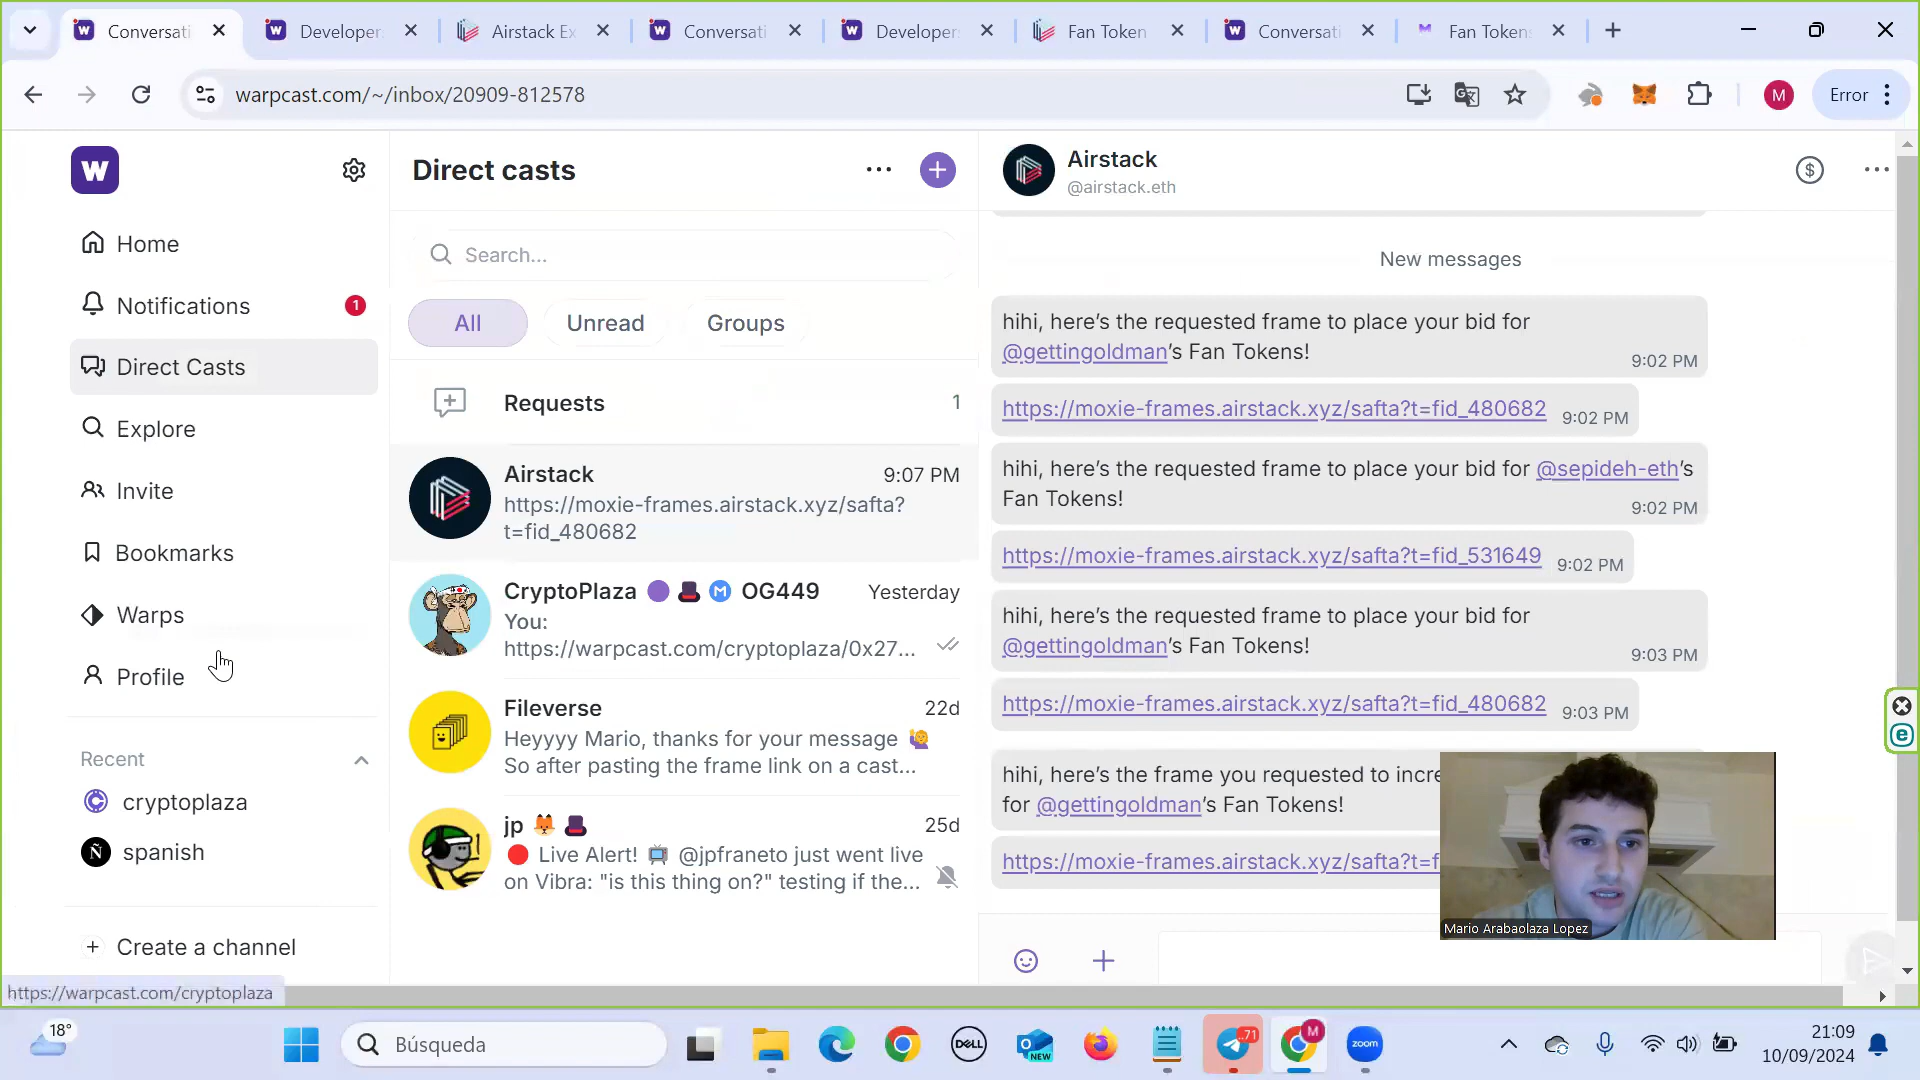 Conversati
Developer
Airstack Ex
Conversati
Developer
Fan Token
Conversati
Fan Token
warpcast.com/~/inbox/20909-812578
M
Error
W
Home
Notifications
1
Direct Casts
Explore
Invite
Bookmarks
Warps
Profile
Recent
cryptoplaza
Ñ
spanish
Create a channel
https://warpcast.com/cryptoplaza
Direct casts
Search...
All
Unread
Groups
Requests
1
Airstack
9:07 PM
https://moxie-frames.airstack.xyz/safta?
t=fid_480682
CryptoPlaza
OG449
Yesterday
You:
https://warpcast.com/cryptoplaza/0x27...
Fileverse
22d
Heyyyy Mario, thanks for your message 🙋
So after pasting the frame link on a cast...
jp 🦊 🎩
25d
🔴 Live Alert! 📺 @jpfraneto just went live
on Vibra: "is this thing on?" testing if the...
Airstack
@airstack.eth
New messages
hihi, here's the requested frame to place your bid for
@gettingoldman's Fan Tokens!
9:02 PM
https://moxie-frames.airstack.xyz/safta?t=fid_480682
9:02 PM
hihi, here's the requested frame to place your bid for @sepideh-eth's
Fan Tokens!
9:02 PM
https://moxie-frames.airstack.xyz/safta?t=fid_531649
9:02 PM
hihi, here's the requested frame to place your bid for
@gettingoldman's Fan Tokens!
9:03 PM
https://moxie-frames.airstack.xyz/safta?t=fid_480682
9:03 PM
hihi, here's the frame you requested to incre
for @gettingoldman's Fan Tokens!
https://moxie-frames.airstack.xyz/safta?t=f
Mario Arabaolaza Lopez
18°
Búsqueda
DELL
NEW
..71
M
zoom
21:09
10/09/2024